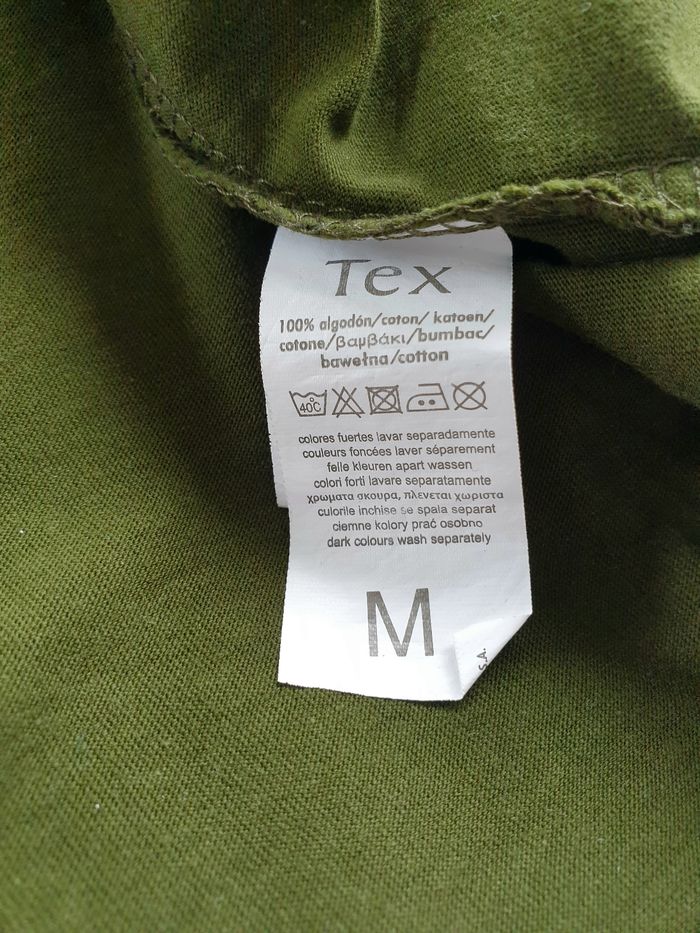 Tex
100% algodón/coton/ katoen/
cotone/βαμβάκι/bumbac/
bawełna/cotton
40C
colores fuertes lavar separadamente
couleurs foncées laver séparement
felle kleuren apart wassen
colori forti lavare separatamente
χρωματα σκουρα, πλενεται χωριστα
culorile inchise se spala separat
ciemne kolory prać osobno
dark colours wash separately
M
S.A.